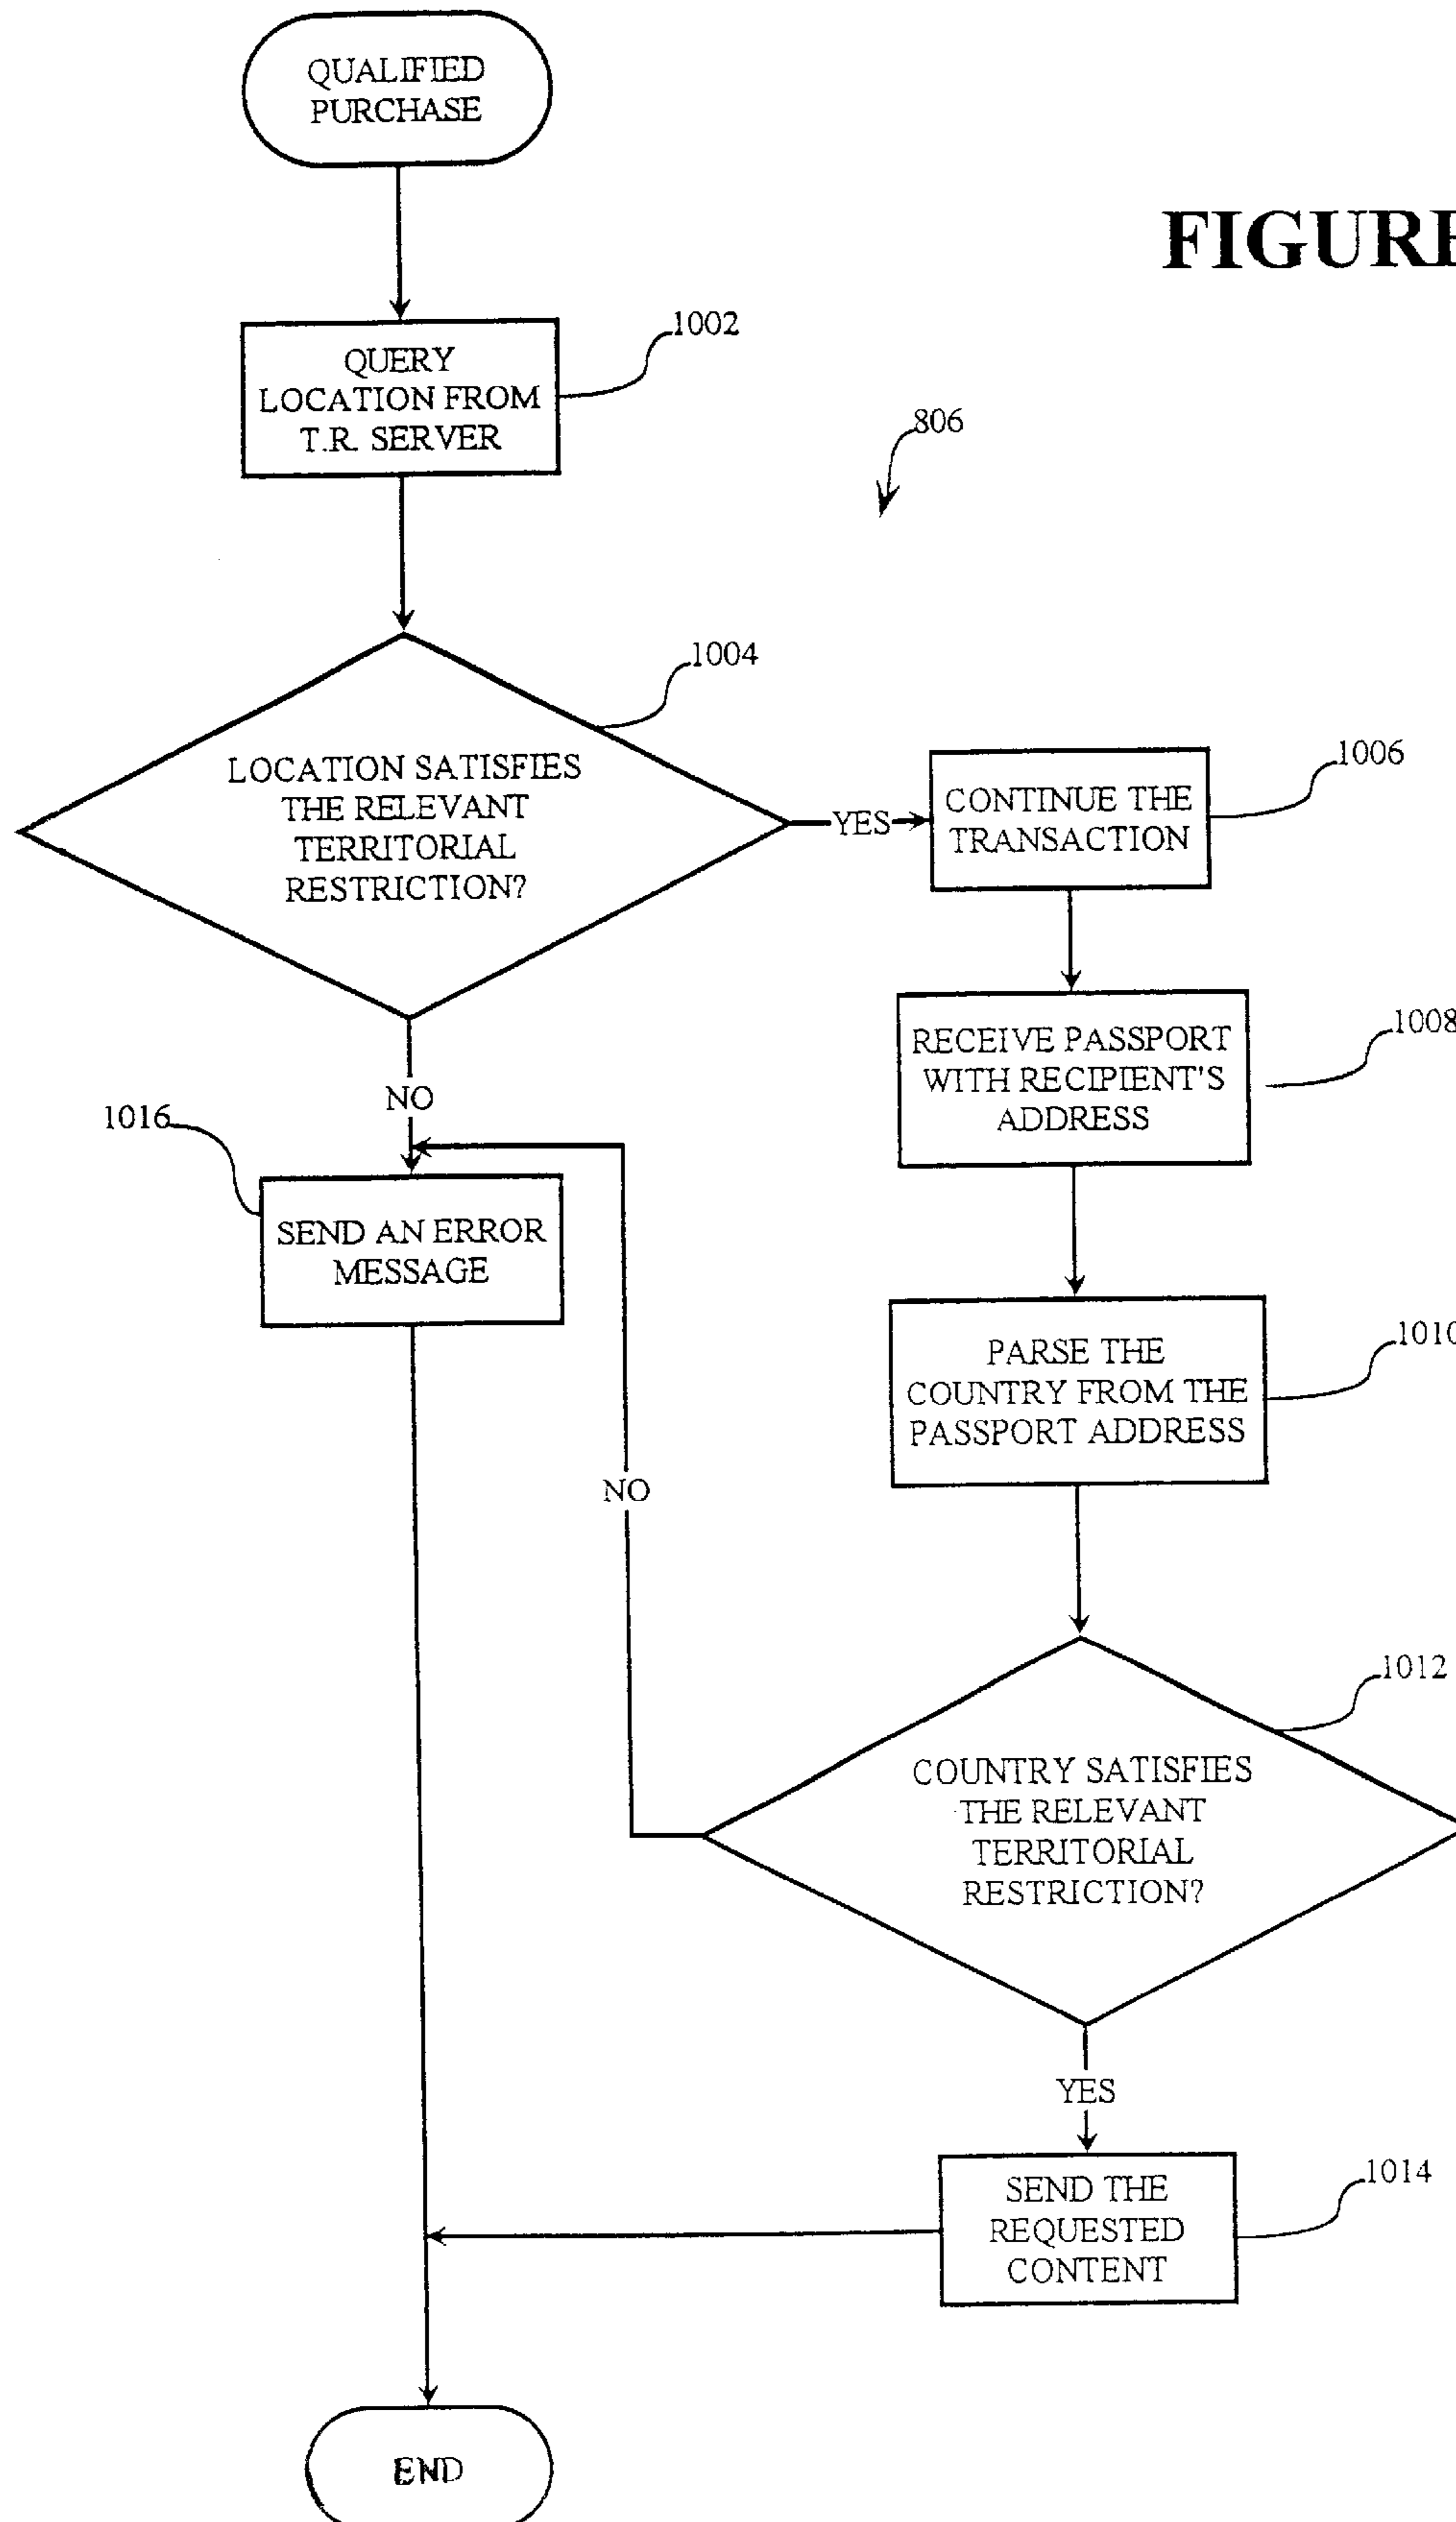 QUALIFIED
PURCHASE
FIGURE
1002
QUERY
LOCATION FROM
T.R. SERVER
806
1004
LOCATION SATISFIES
THE RELEVANT
TERRITORIAL
RESTRICTION?
YES
1006
CONTINUE THE
TRANSACTION
1008
RECEIVE PASSPORT
WITH RECIPIENT'S
ADDRESS
NO
1016
SEND AN ERROR
MESSAGE
1010
PARSE THE
COUNTRY FROM THE
PASSPORT ADDRESS
NO
1012
COUNTRY SATISFIES
THE RELEVANT
TERRITORIAL
RESTRICTION?
YES
1014
SEND THE
REQUESTED
CONTENT
END